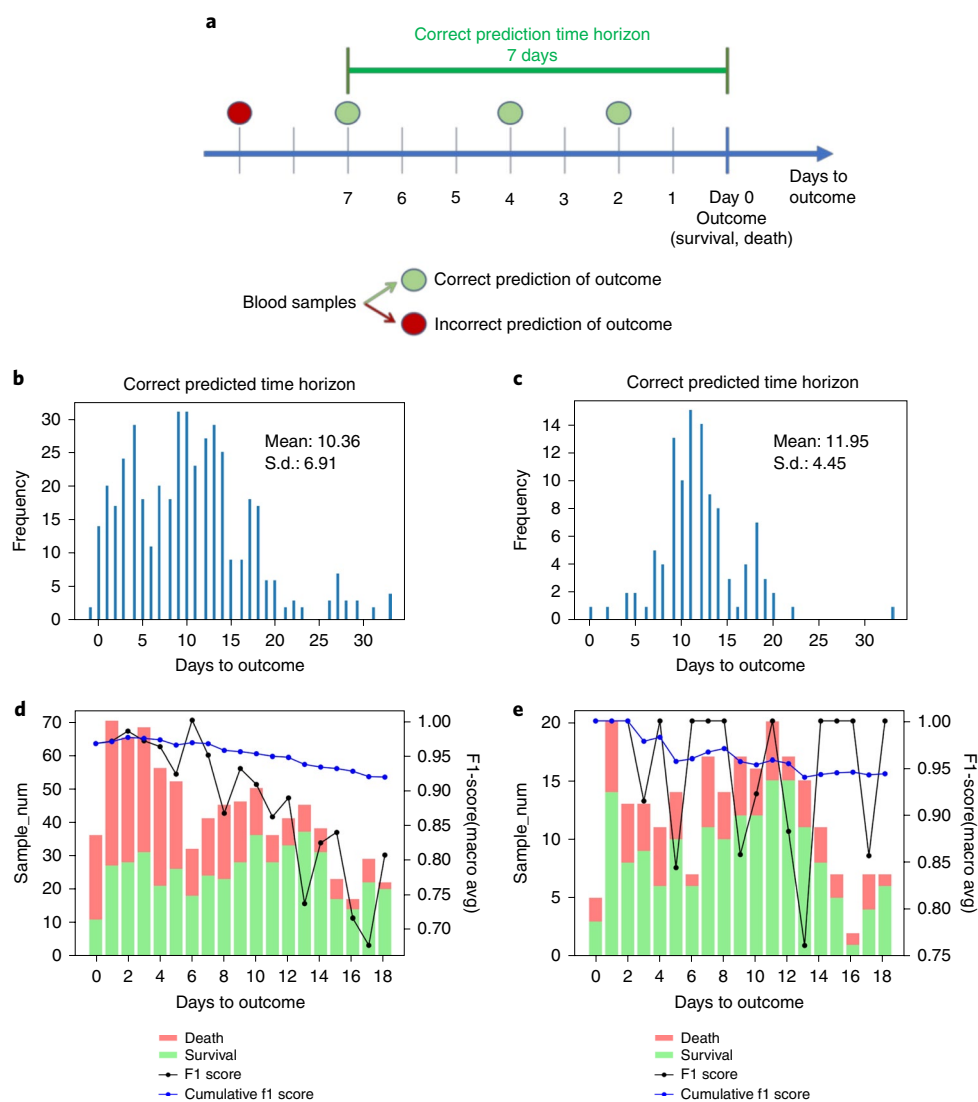 a
Correct prediction time horizon
7 days
7 6 5 4 3 2 1 Day 0
Outcome
(survival, death)
Days to
outcome
Blood samples
Correct prediction of outcome
Incorrect prediction of outcome
b
Correct predicted time horizon
Mean: 10.36
S.d.: 6.91
Frequency
30
25
20
15
10
5
0
0 5 10 15 20 25 30
Days to outcome
c
Correct predicted time horizon
Mean: 11.95
S.d.: 4.45
Frequency
14
12
10
8
6
4
2
0
0 5 10 15 20 25 30
Days to outcome
d
Sample_num
70
60
50
40
30
20
10
0
1.00
0.95
0.90
0.85
0.80
0.75
0.70
F1-score(macro avg)
0 2 4 6 8 10 12 14 16 18
Days to outcome
Death
Survival
F1 score
Cumulative f1 score
e
Sample_num
20
15
10
5
0
1.00
0.95
0.90
0.85
0.80
0.75
F1-score(macro avg)
0 2 4 6 8 10 12 14 16 18
Days to outcome
Death
Survival
F1 score
Cumulative f1 score